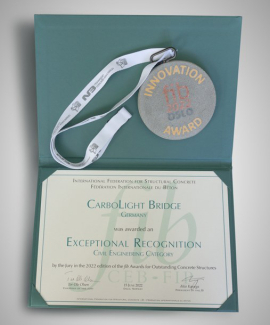 INNOVATION
fib
OSLO
AWARD
INTERNATIONAL FEDERATION FOR STRUCTURAL CONCRETE
FÉDÉRATION INTERNATIONALE DU BÉTON
CARBOLIGHT BRIDGE
GERMANY
was awarded an
EXCEPTIONAL RECOGNITION
CIVIL ENGINEERING CATEGORY
by the jury in the 2022 edition of the fib Awards for Outstanding Concrete Structures